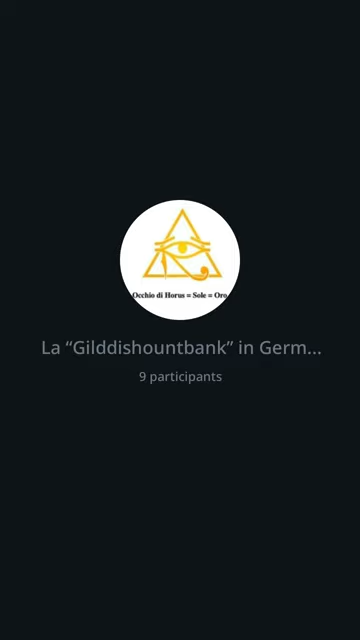 Occhio di Horus = Sole = Oro
La “Gilddishountbank” in Germ...
9 participants